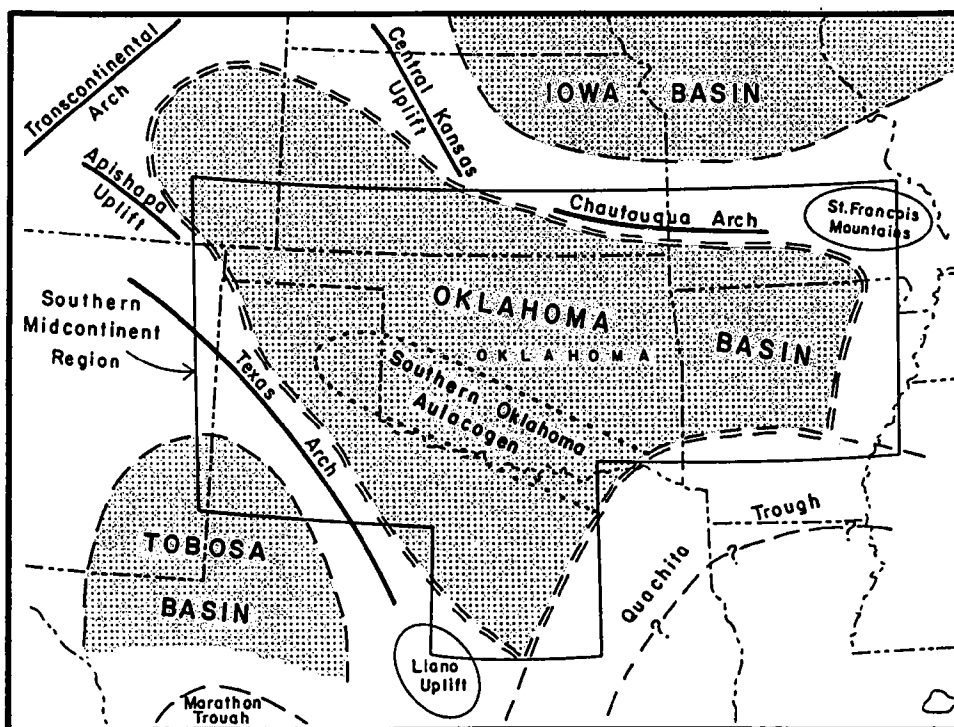 Transcontinental
Arch
Central Kansas
Uplift
IOWA BASIN
Apishapa
Uplift
Chautauqua Arch
St. Francois
Mountains
Southern
Midcontinent
Region
OKLAHOMA
BASIN
OKLAHOMA
Southern Oklahoma
Aulacogen
Texas Arch
TOBOSA
BASIN
Ouachita Trough
?
?
?
Llano
Uplift
Marathon
Trough